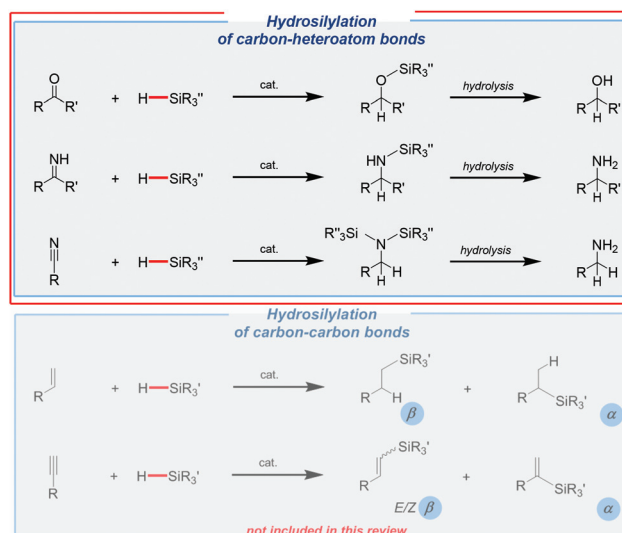 Hydrosilylation
of carbon-heteroatom bonds
O
R R' + H—SiR₃" cat. O SiR₃" R R' H hydrolysis OH R R' H
NH
R R' + H—SiR₃" cat. HN SiR₃" R R' H hydrolysis NH₂ R R' H
N
R + H—SiR₃" cat. R"₃Si N SiR₃" R H H hydrolysis NH₂ R H H
Hydrosilylation
of carbon-carbon bonds
R + H—SiR₃' cat. SiR₃' R H β + H R SiR₃' α
R + H—SiR₃' cat. SiR₃' R E/Z β + R SiR₃' α
not included in this review